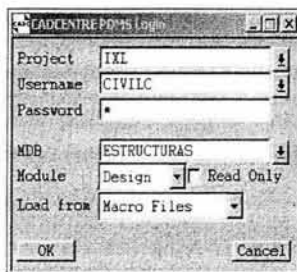 CADCENTRE PDMS Login
Project IXL
Username CIVILC
Password *
MDB ESTRUCTURAS
Module Design Read Only
Load from Macro Files
OK Cancel